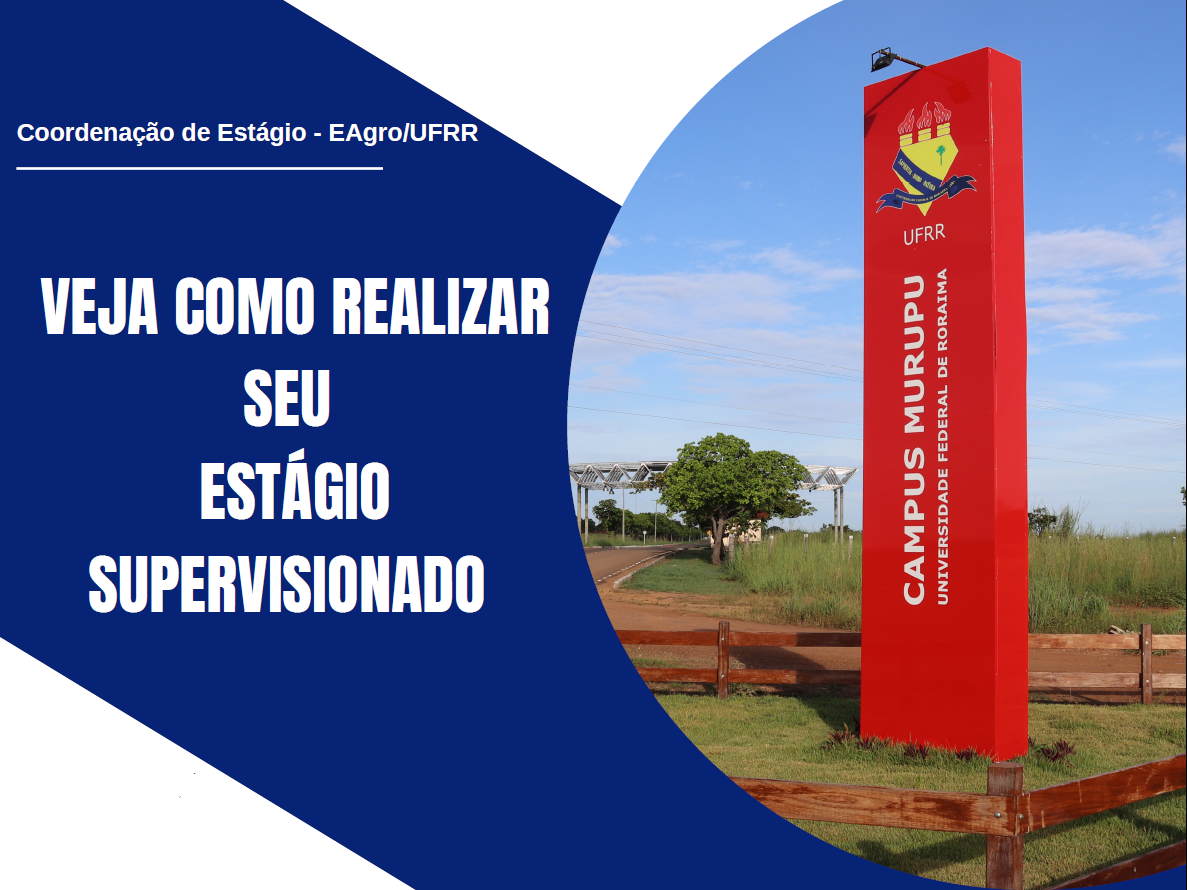 Coordenação de Estágio - EAgro/UFRR
VEJA COMO REALIZAR
SEU
ESTÁGIO
SUPERVISIONADO
UFRR
CAMPUS MURUPU
UNIVERSIDADE FEDERAL DE RORAIMA